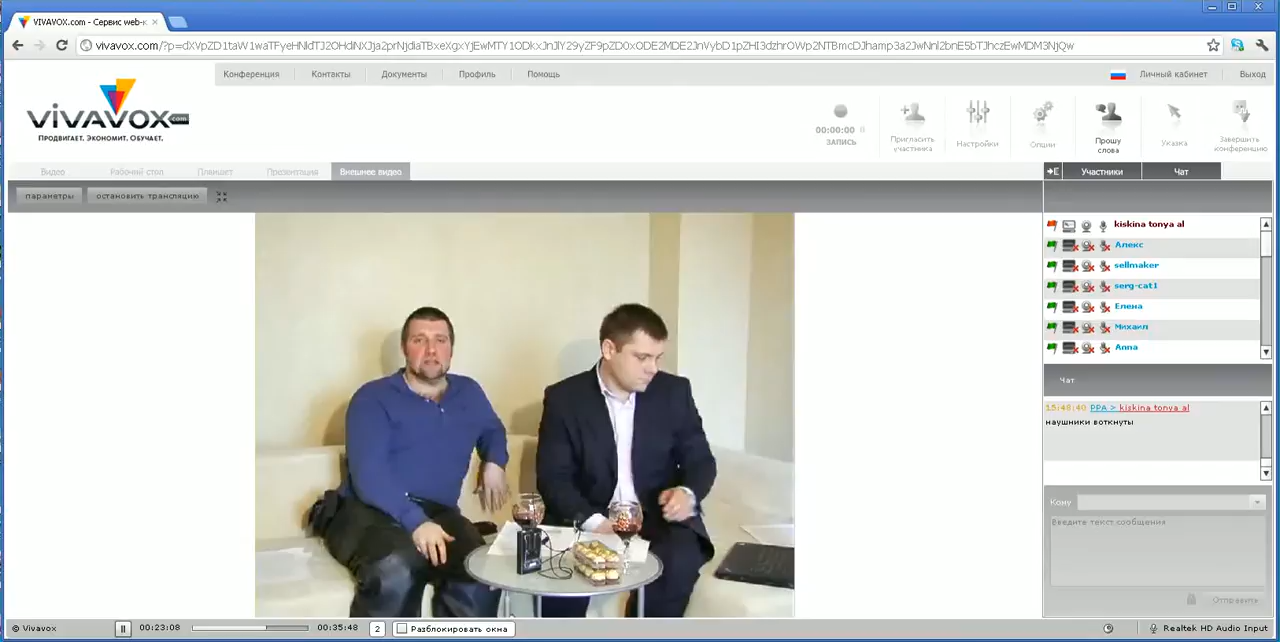 VIVAVOX.com - Сервис web-к
vivavox.com
Конференция Контакты Документы Профиль Помощь Личный кабинет Выход
vivavox.com
Продвигает. Экономит. Обучает.
00:00:00
запись
Пригласить участника
Настройки
Опции
Прошу слова
Указка
Завершить конференцию
Видео Рабочий стол Планшет Презентация Внешнее видео
Участники Чат
параметры остановить трансляцию
kiskina tonya al
Алекс
sellmaker
serg-cat1
Елена
Михаил
Anna
Чат
15:48:40 PPA > kiskina tonya al
наушники воткнуты
Кому
Введите текст сообщения
Отправить
© Vivavox 00:23:08 00:35:48 2 Разблокировать окна Realtek HD Audio Input